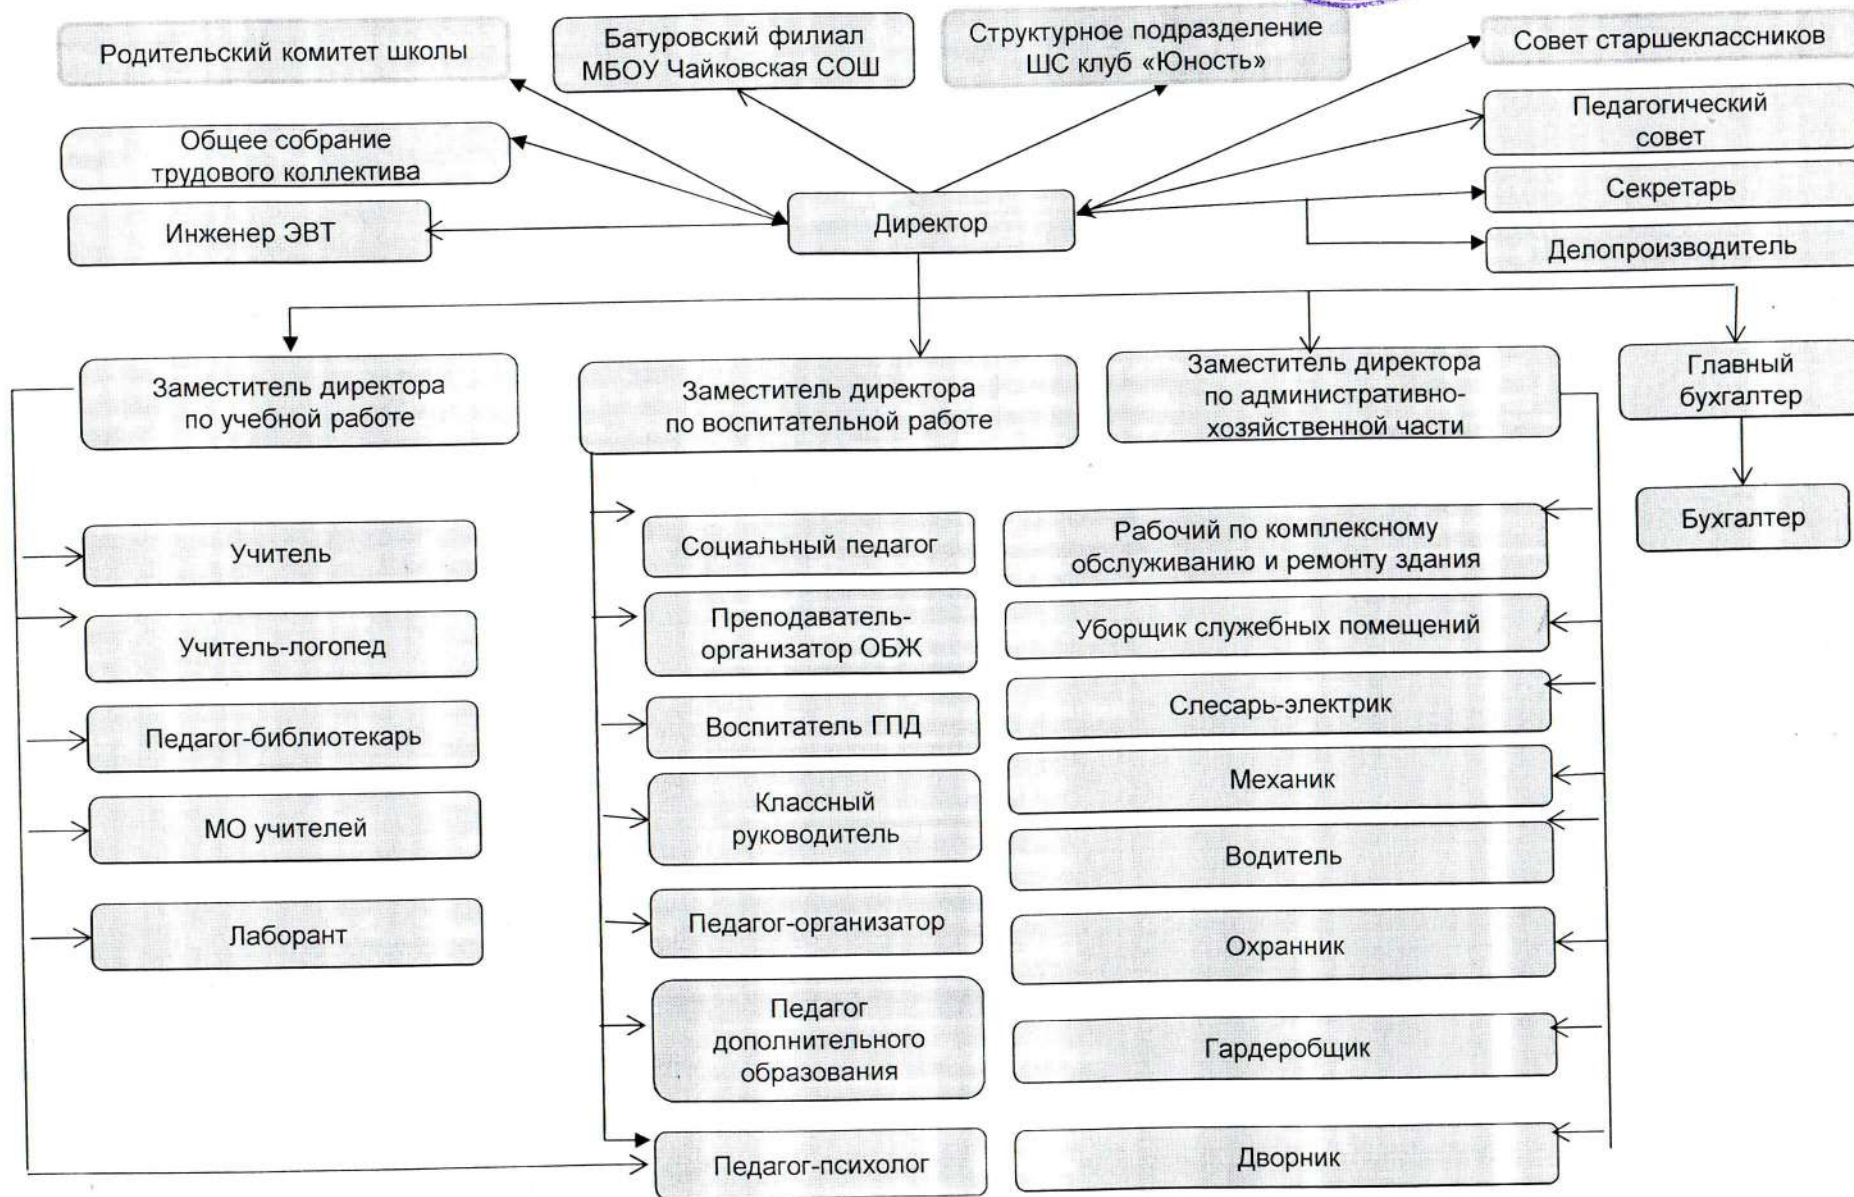 Родительский комитет школы
Батуровский филиал
МБОУ Чайковская СОШ
Структурное подразделение
ШС клуб «Юность»
Совет старшеклассников
Общее собрание
трудового коллектива
Педагогический
совет
Инженер ЭВТ
Директор
Секретарь
Делопроизводитель
Заместитель директора
по учебной работе
Заместитель директора
по воспитательной работе
Заместитель директора
по административно-
хозяйственной части
Главный
бухгалтер
Бухгалтер
Учитель
Учитель-логопед
Педагог-библиотекарь
МО учителей
Лаборант
Социальный педагог
Преподаватель-
организатор ОБЖ
Воспитатель ГПД
Классный
руководитель
Педагог-организатор
Педагог
дополнительного
образования
Педагог-психолог
Рабочий по комплексному
обслуживанию и ремонту здания
Уборщик служебных помещений
Слесарь-электрик
Механик
Водитель
Охранник
Гардеробщик
Дворник